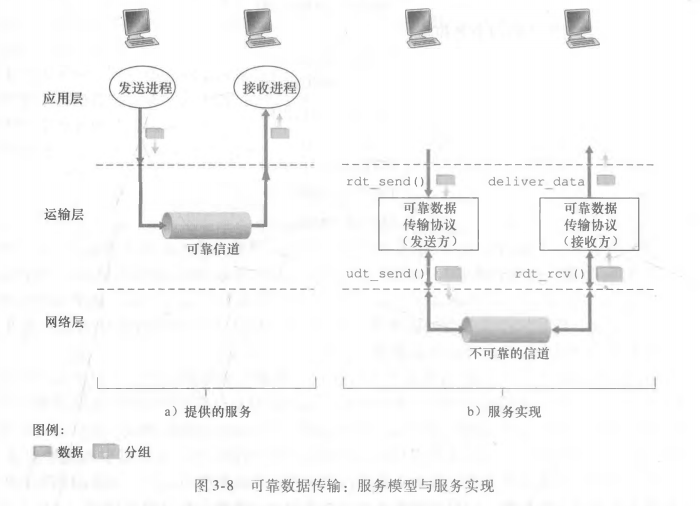 应用层
发送进程
接收进程
运输层
可靠信道
网络层
a）提供的服务
rdt_send()
deliver_data
可靠数据
传输协议
（发送方）
可靠数据
传输协议
（接收方）
udt_send()
rdt_rcv()
不可靠的信道
b）服务实现
图例：
数据 分组
图 3-8 可靠数据传输：服务模型与服务实现